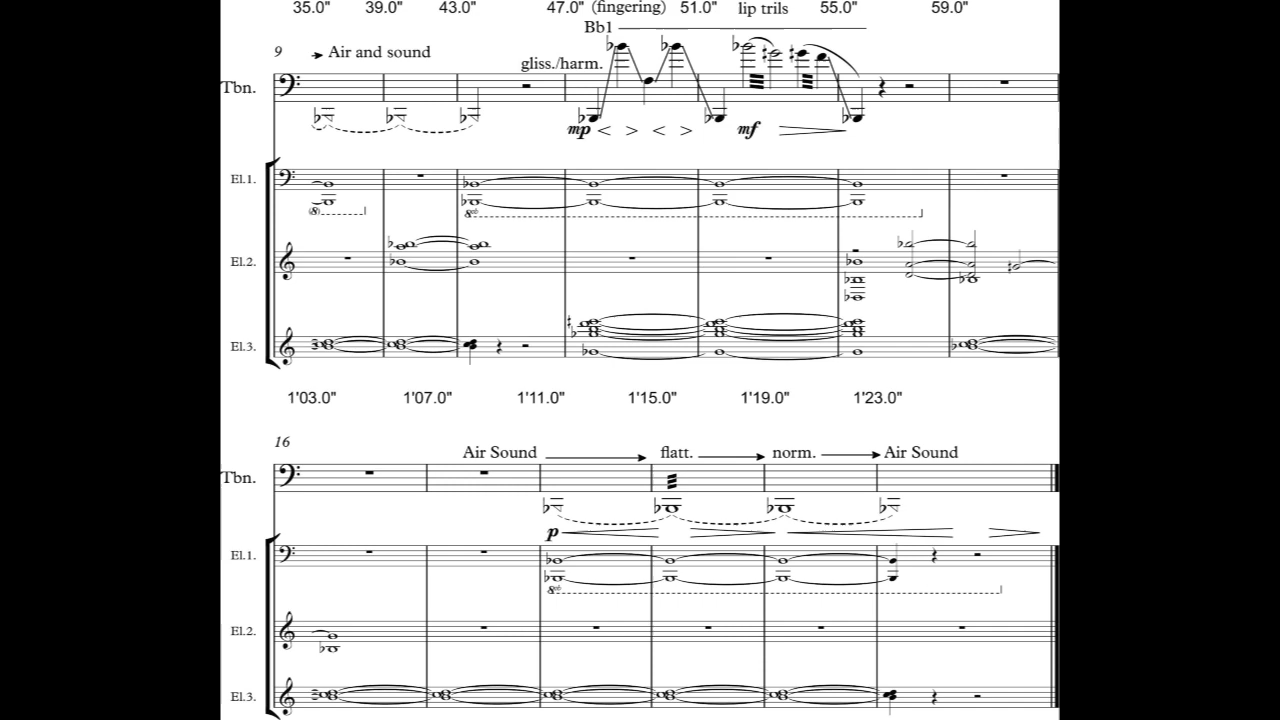 35.0" 39.0" 43.0" 47.0" (fingering) 51.0" lip trils 55.0" 59.0"
Bb1
9 Air and sound
gliss./harm.
Tbn.
mp mf
El.1.
(8) 8vb
El.2.
El.3.
1'03.0" 1'07.0" 1'11.0" 1'15.0" 1'19.0" 1'23.0"
16
Air Sound flatt. norm. Air Sound
Tbn.
p
El.1.
8vb
El.2.
El.3.